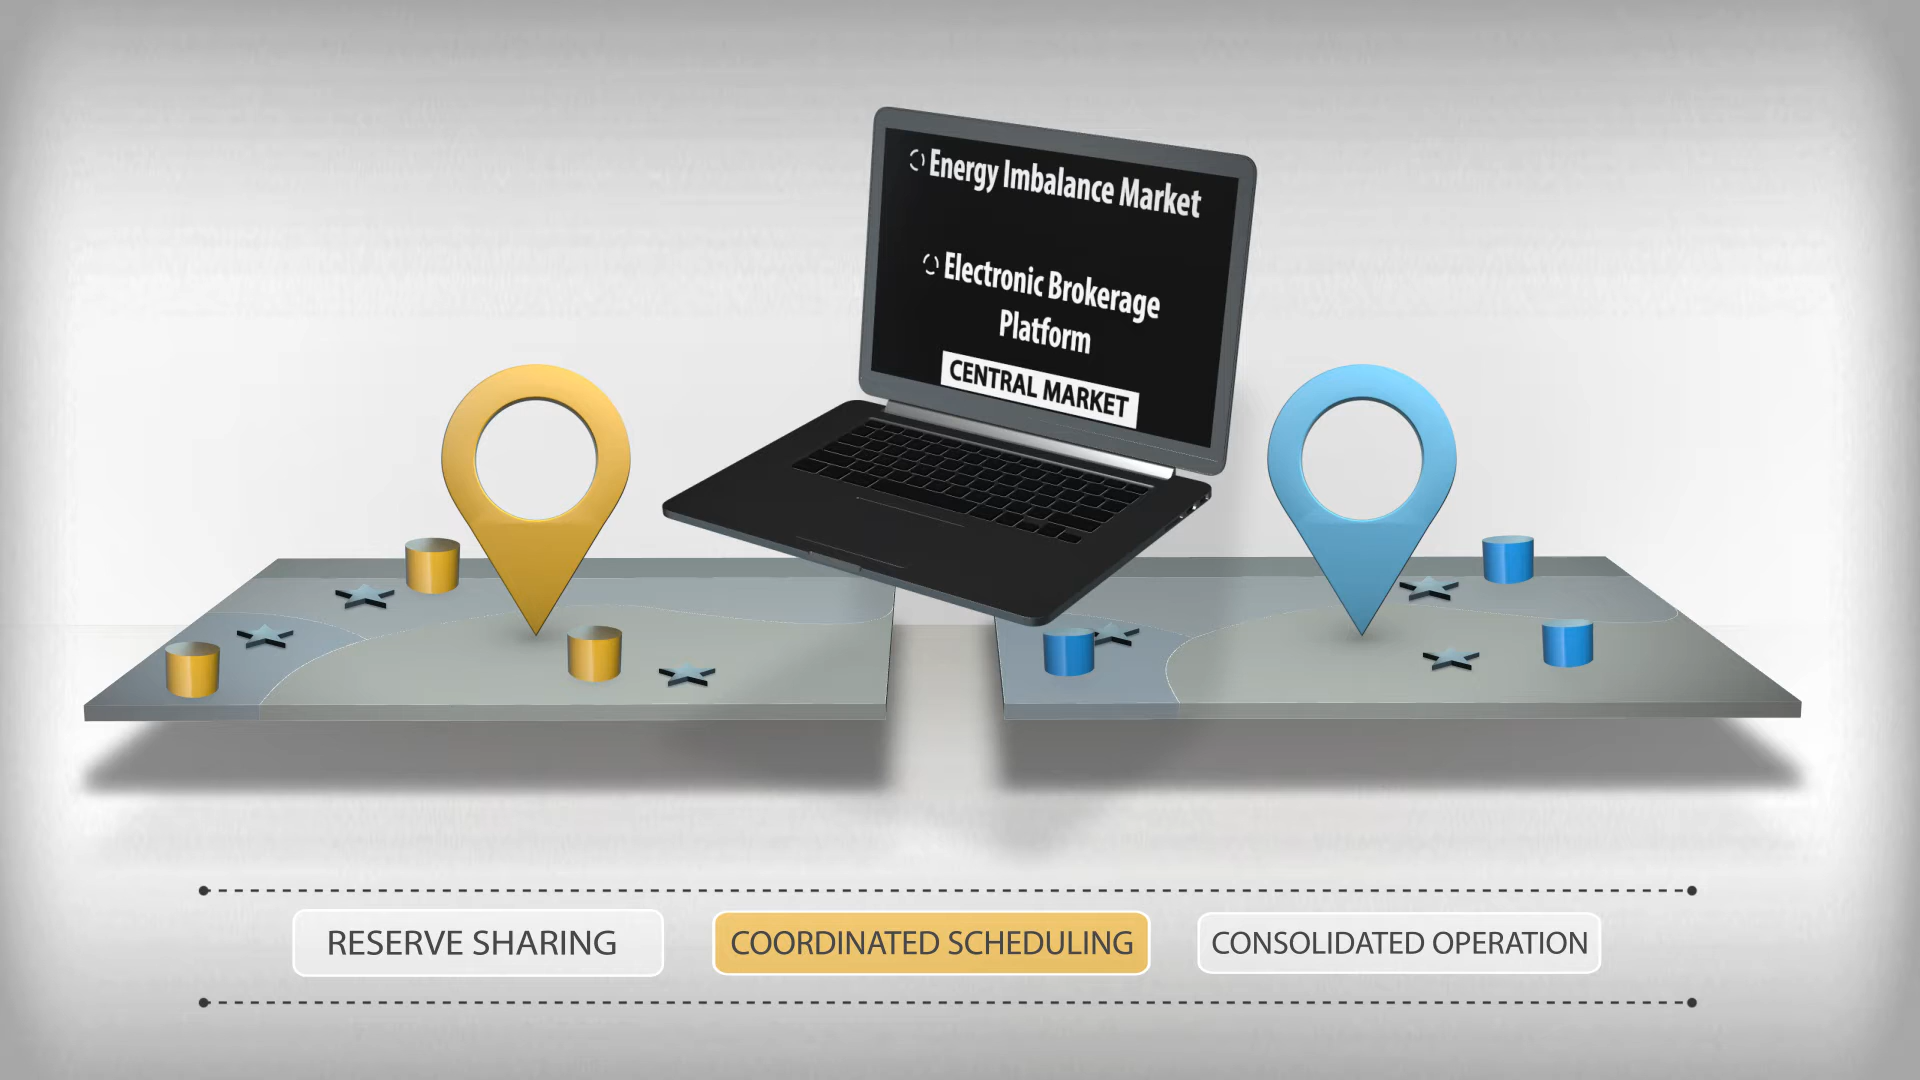 Energy Imbalance Market
Electronic Brokerage
Platform
CENTRAL MARKET
RESERVE SHARING
COORDINATED SCHEDULING
CONSOLIDATED OPERATION